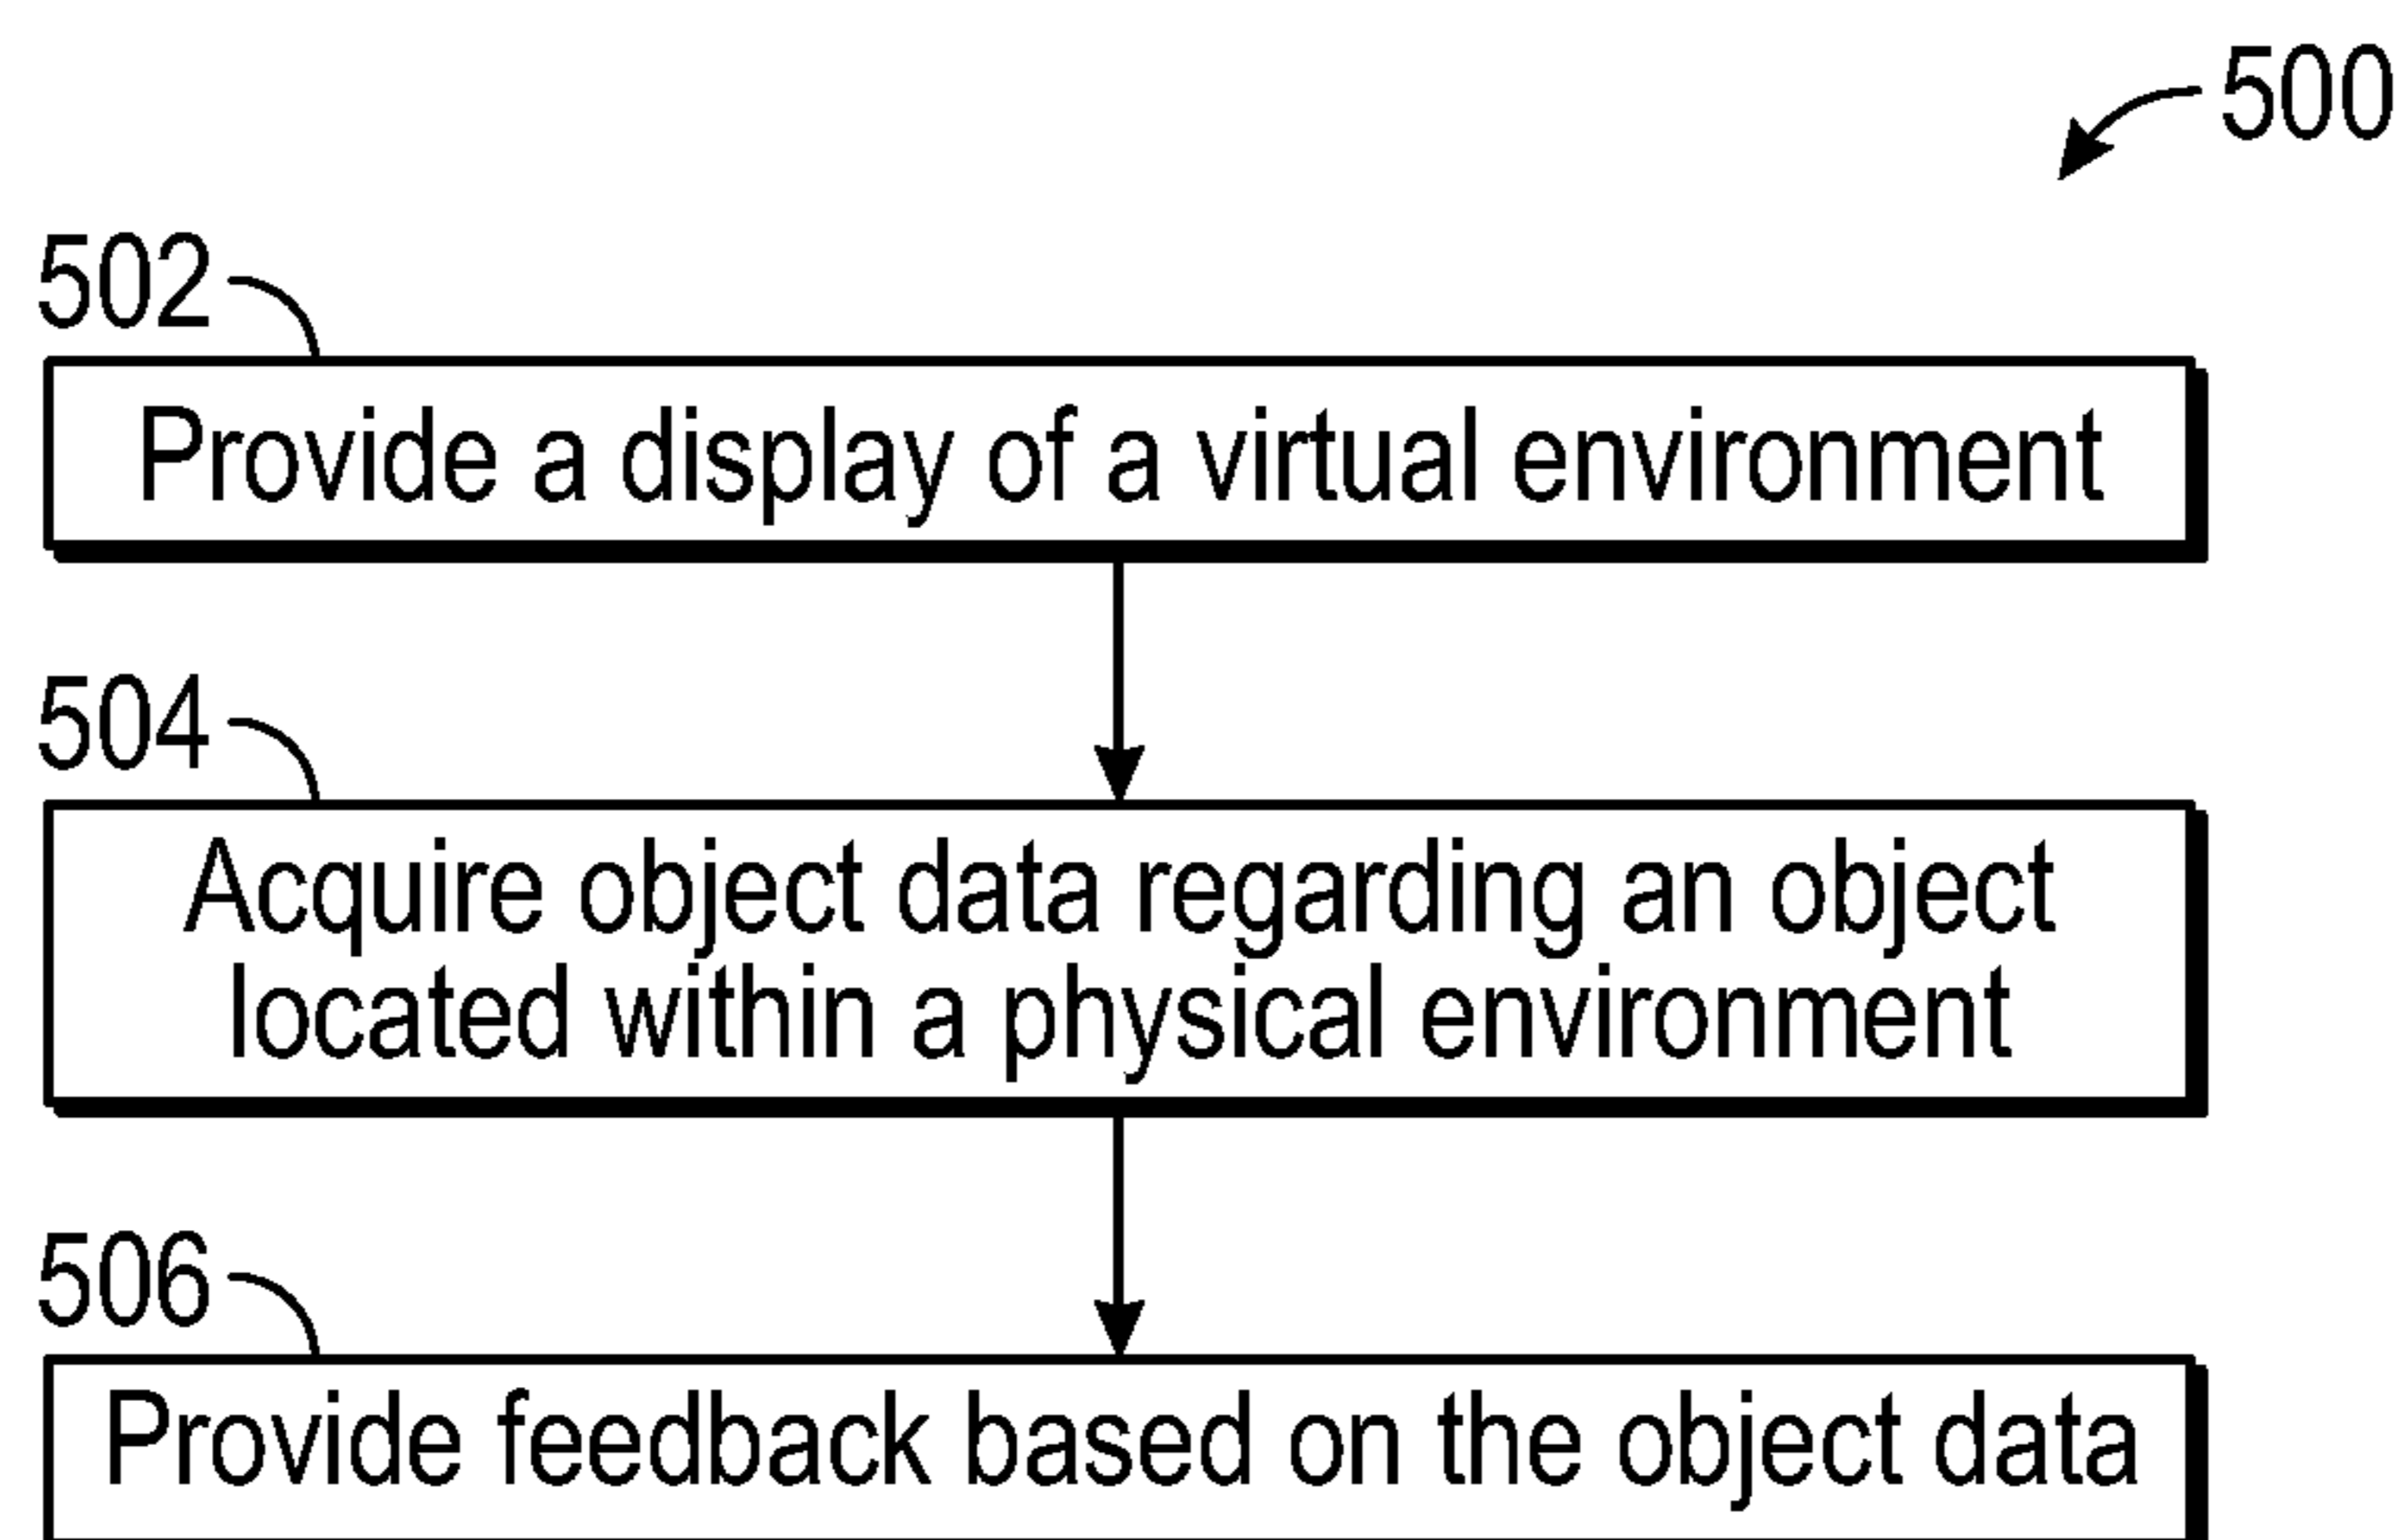 500
502
Provide a display of a virtual environment
504
Acquire object data regarding an object
located within a physical environment
506
Provide feedback based on the object data